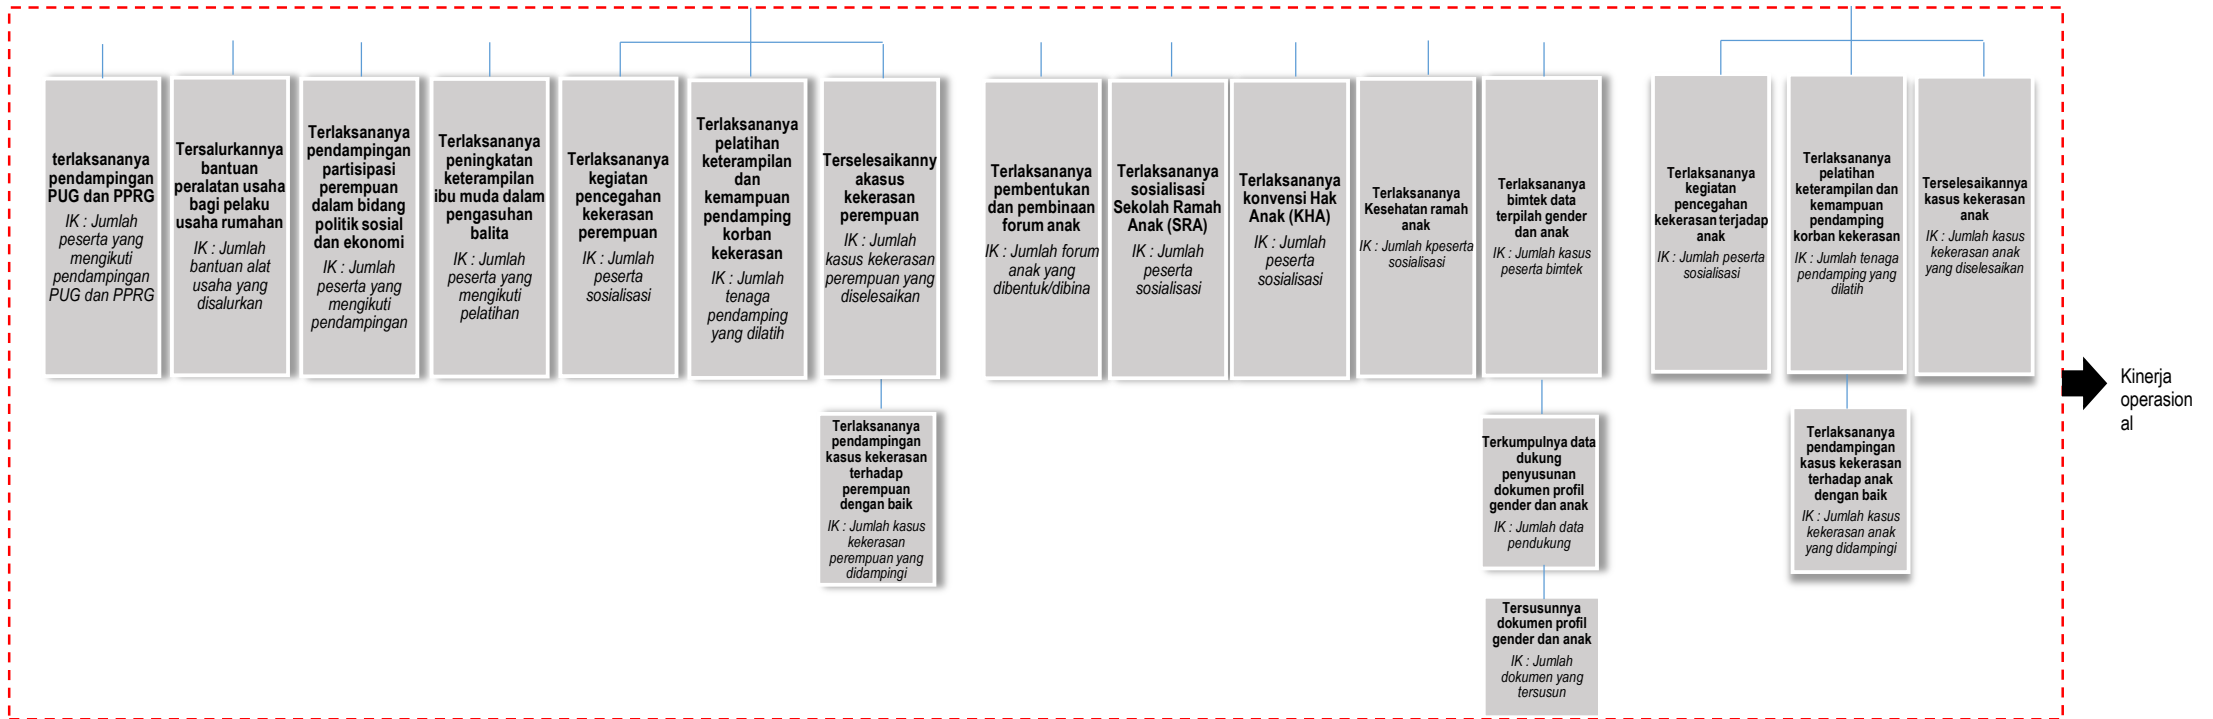 terlaksananya
pendampingan
PUG dan PPRG
IK : Jumlah
peserta yang
mengikuti
pendampingan
PUG dan PPRG
Tersalurkannya
bantuan
peralatan usaha
bagi pelaku
usaha rumahan
IK : Jumlah
bantuan alat
usaha yang
disalurkan
Terlaksananya
pendampingan
partisipasi
perempuan
dalam bidang
politik sosial
dan ekonomi
IK : Jumlah
peserta yang
mengikuti
pendampingan
Terlaksananya
peningkatan
keterampilan
ibu muda dalam
pengasuhan
balita
IK : Jumlah
peserta yang
mengikuti
pelatihan
Terlaksananya
kegiatan
pencegahan
kekerasan
perempuan
IK : Jumlah
peserta
sosialisasi
Terlaksananya
pelatihan
keterampilan
dan
kemampuan
pendamping
korban
kekerasan
IK : Jumlah
tenaga
pendamping
yang dilatih
Terselesaikanny
akasus
kekerasan
perempuan
IK : Jumlah
kasus kekerasan
perempuan yang
diselesaikan
Terlaksananya
pendampingan
kasus kekerasan
terhadap
perempuan
dengan baik
IK : Jumlah kasus
kekerasan
perempuan yang
didampingi
Terlaksananya
pembentukan
dan pembinaan
forum anak
IK : Jumlah forum
anak yang
dibentuk/dibina
Terlaksananya
sosialisasi
Sekolah Ramah
Anak (SRA)
IK : Jumlah
peserta
sosialisasi
Terlaksananya
konvensi Hak
Anak (KHA)
IK : Jumlah
peserta
sosialisasi
Terlaksananya
Kesehatan ramah
anak
IK : Jumlah kpeserta
sosialisasi
Terlaksananya
bimtek data
terpilah gender
dan anak
IK : Jumlah kasus
peserta bimtek
Terkumpulnya data
dukung
penyusunan
dokumen profil
gender dan anak
IK : Jumlah data
pendukung
Tersusunnya
dokumen profil
gender dan anak
IK : Jumlah
dokumen yang
tersusun
Terlaksananya
kegiatan
pencegahan
kekerasan terjadap
anak
IK : Jumlah peserta
sosialisasi
Terlaksananya
pelatihan
keterampilan dan
kemampuan
pendamping
korban kekerasan
IK : Jumlah tenaga
pendamping yang
dilatih
Terlaksananya
pendampingan
kasus kekerasan
terhadap anak
dengan baik
IK : Jumlah kasus
kekerasan anak
yang didampingi
Terselesaikannya
kasus kekerasan
anak
IK : Jumlah kasus
kekerasan anak
yang diselesaikan
Kinerja
operasion
al